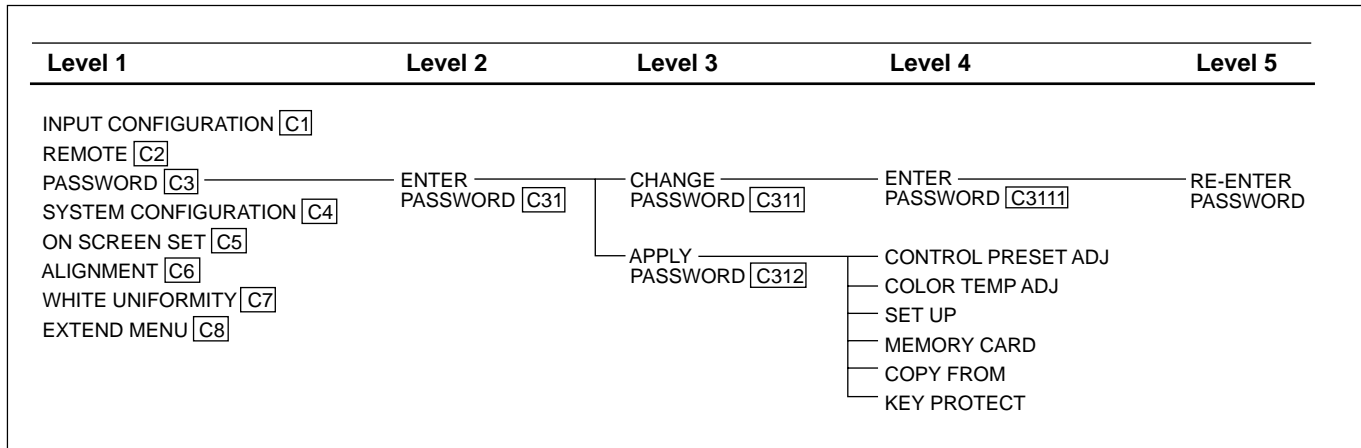 Level 1 Level 2 Level 3 Level 4 Level 5
INPUT CONFIGURATION C1
REMOTE C2
PASSWORD C3
SYSTEM CONFIGURATION C4
ON SCREEN SET C5
ALIGNMENT C6
WHITE UNIFORMITY C7
EXTEND MENU C8
ENTER
PASSWORD C31
CHANGE
PASSWORD C311
APPLY
PASSWORD C312
ENTER
PASSWORD C3111
CONTROL PRESET ADJ
COLOR TEMP ADJ
SET UP
MEMORY CARD
COPY FROM
KEY PROTECT
RE-ENTER
PASSWORD